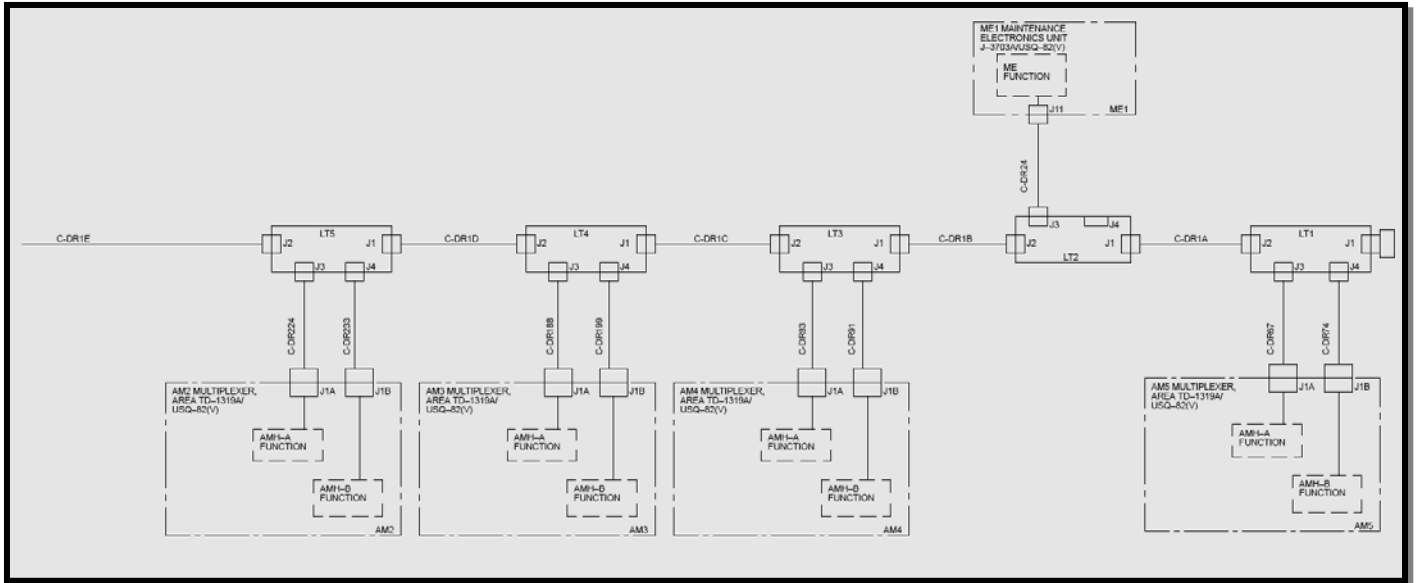 ME1 MAINTENANCE
ELECTRONICS UNIT
J–3703A/USQ–82(V)
ME
FUNCTION
J11
ME1
C-DR24
C-DR1E
J2
LT5
J1
J3
J4
C-DR1D
J2
LT4
J1
J3
J4
C-DR1C
J2
LT3
J1
J3
J4
C-DR1B
J3
J4
J2
J1
LT2
C-DR1A
J2
LT1
J1
J3
J4
C-DR224
C-DR233
C-DR188
C-DR199
C-DR83
C-DR91
C-DR67
C-DR74
AM2 MULTIPLEXER,
AREA TD–1319A/
USQ–82(V)
J1A
J1B
AMH–A
FUNCTION
AMH–B
FUNCTION
AM2
AM3 MULTIPLEXER,
AREA TD–1319A/
USQ–82(V)
J1A
J1B
AMH–A
FUNCTION
AMH–B
FUNCTION
AM3
AM4 MULTIPLEXER,
AREA TD–1319A/
USQ–82(V)
J1A
J1B
AMH–A
FUNCTION
AMH–B
FUNCTION
AM4
AM5 MULTIPLEXER,
AREA TD–1319A/
USQ–82(V)
J1A
J1B
AMH–A
FUNCTION
AMH–B
FUNCTION
AM5